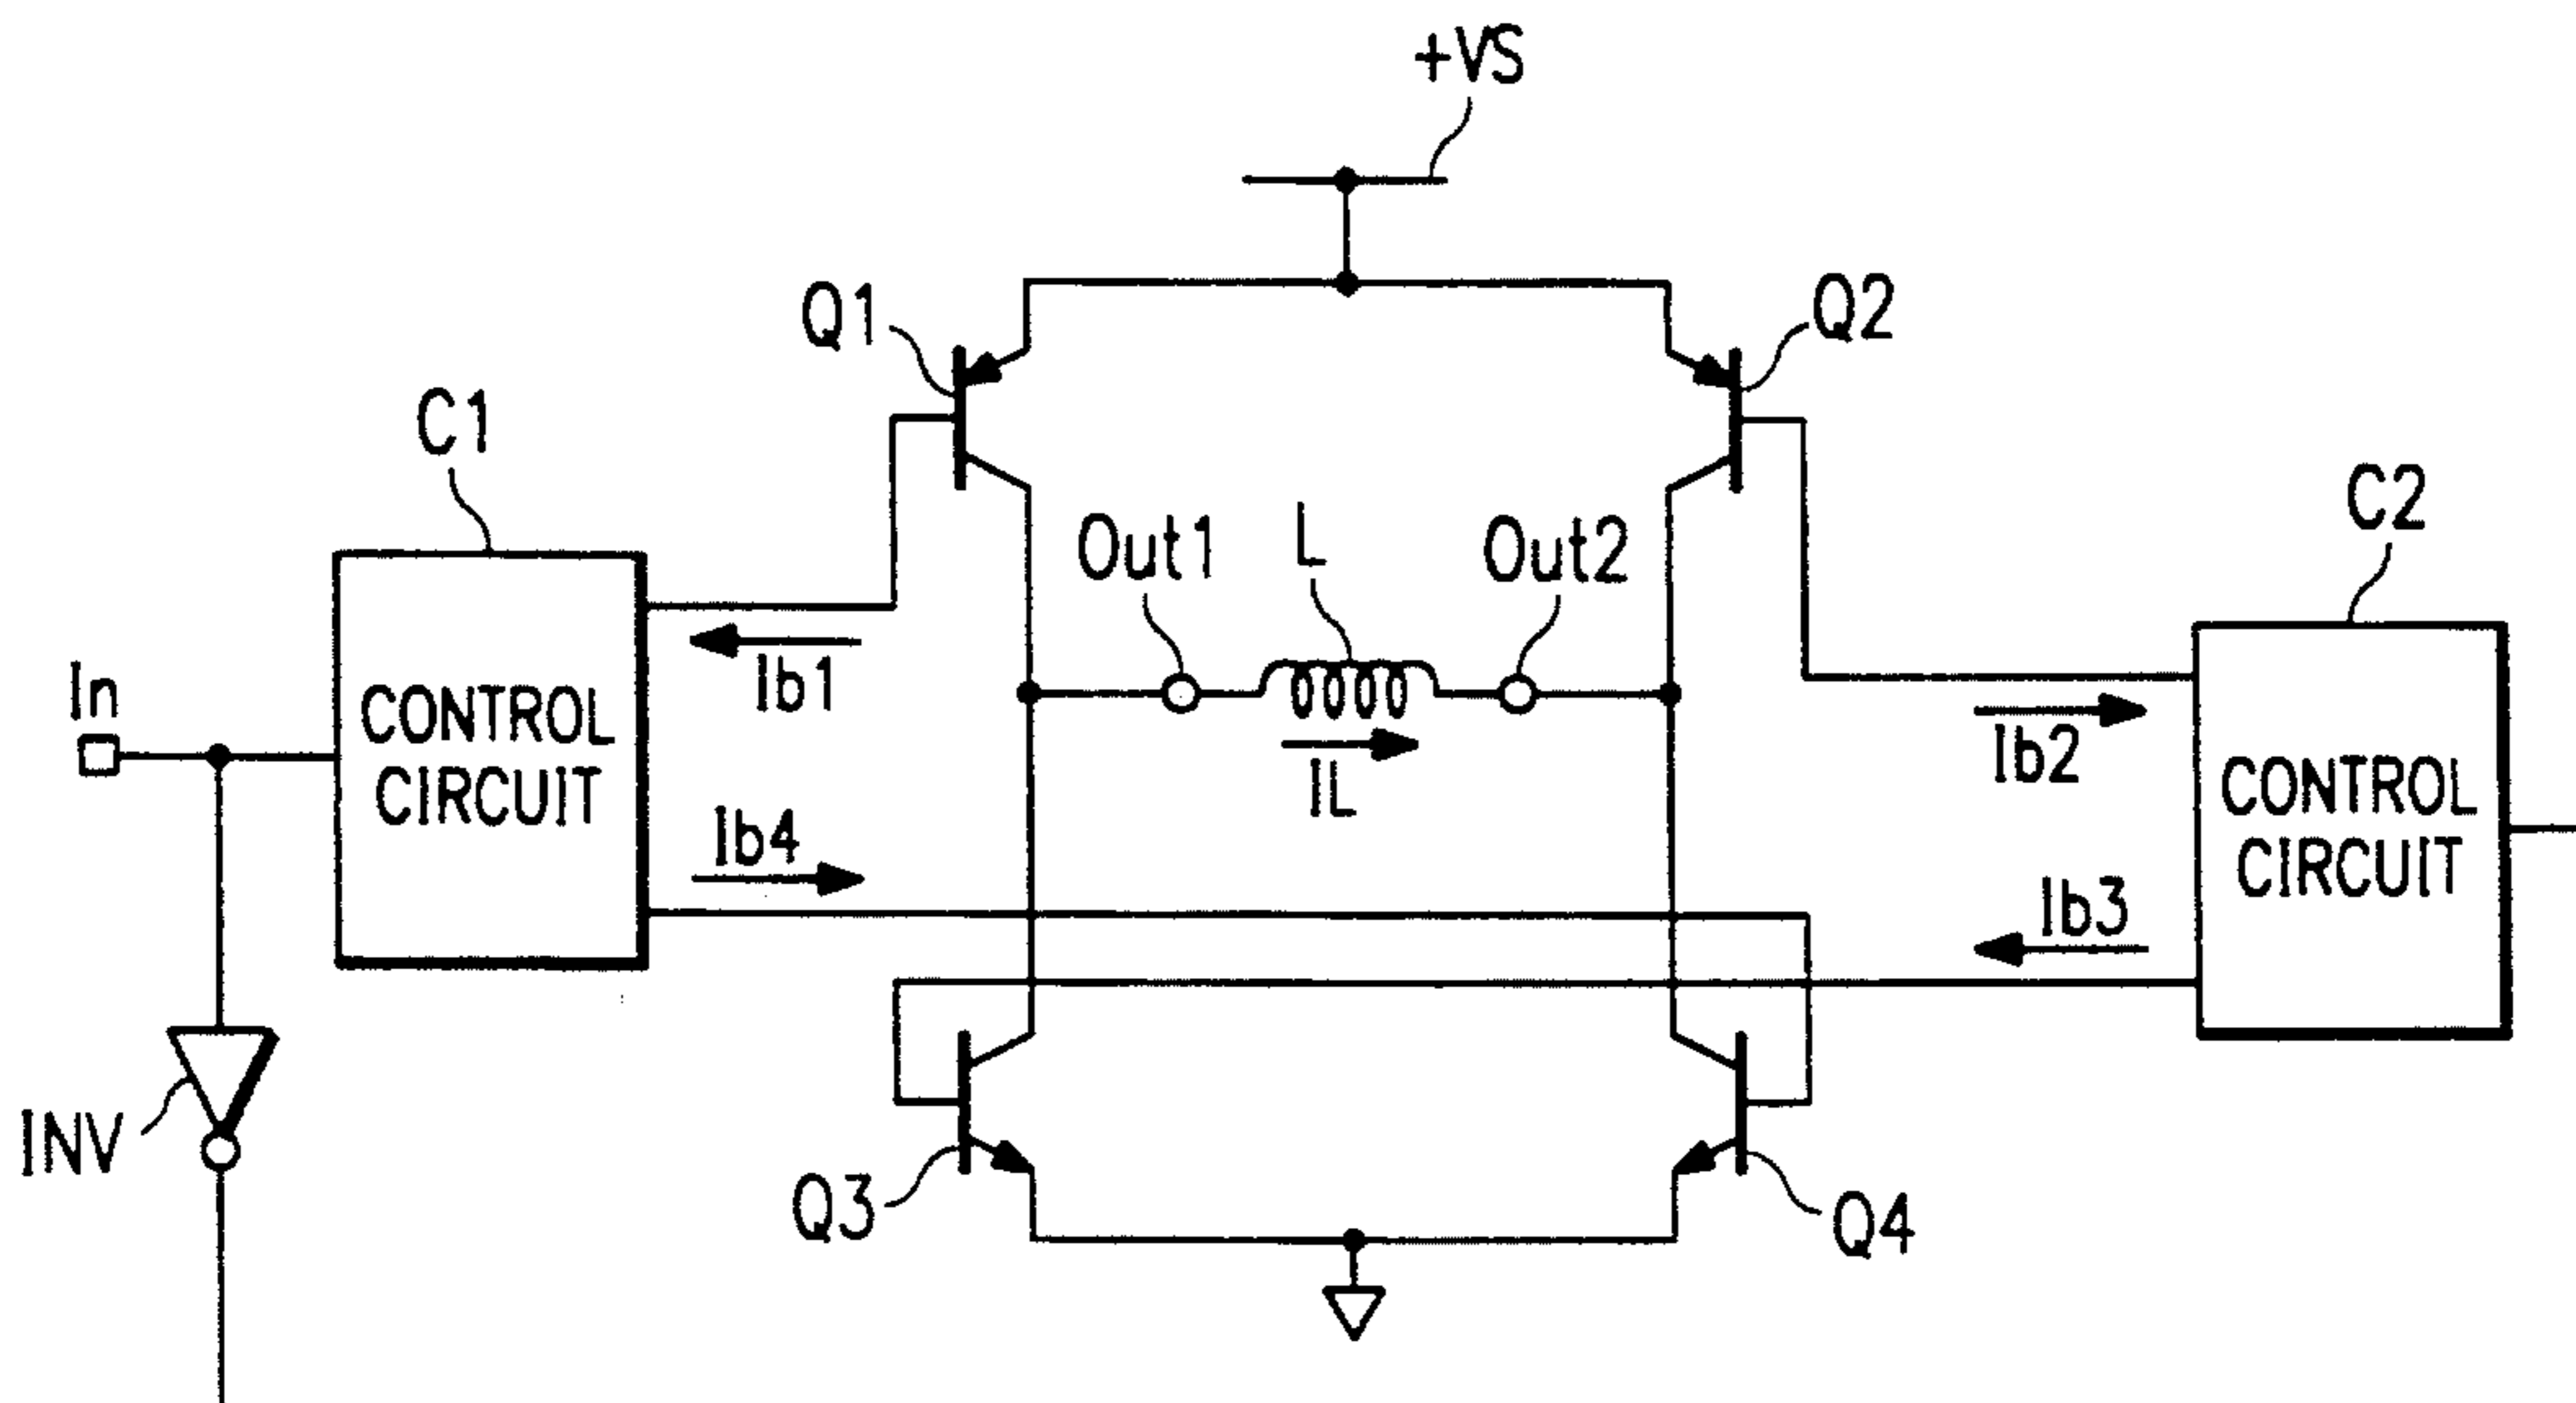 +VS
Q1
Q2
C1
C2
Out1
L
Out2
In
CONTROL
CIRCUIT
Ib1
IL
Ib2
CONTROL
CIRCUIT
Ib4
Ib3
INV
Q3
Q4